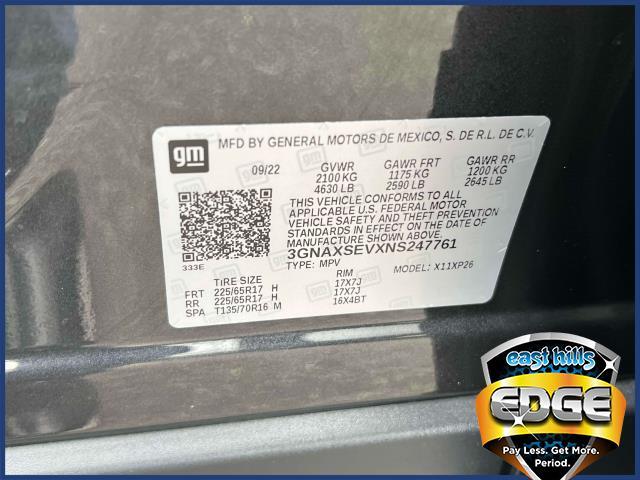 gm
MFD BY GENERAL MOTORS DE MEXICO, S. DE R.L. DE C.V.
09/22 GVWR GAWR FRT GAWR RR
2100 KG 1175 KG 1200 KG
4630 LB 2590 LB 2645 LB
THIS VEHICLE CONFORMS TO ALL
APPLICABLE U.S. FEDERAL MOTOR
VEHICLE SAFETY AND THEFT PREVENTION
STANDARDS IN EFFECT ON THE DATE OF
MANUFACTURE SHOWN ABOVE.
3GNAXSEVXNS247761
333E
TYPE: MPV MODEL: X11XP26
TIRE SIZE RIM
FRT 225/65R17 H 17X7J
RR 225/65R17 H 17X7J
SPA T135/70R16 M 16X4BT
east hills
EDGE
Pay Less. Get More.
Period.